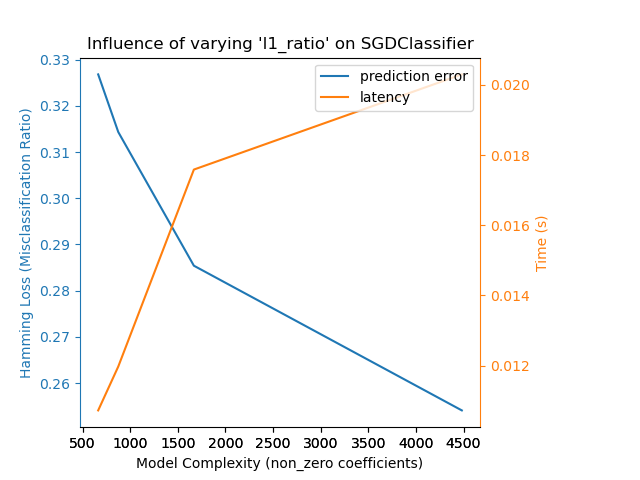 Influence of varying 'l1_ratio' on SGDClassifier
prediction error
latency
Hamming Loss (Misclassification Ratio)
0.33
0.32
0.31
0.30
0.29
0.28
0.27
0.26
0.020
0.018
0.016
0.014
0.012
Time (s)
500 1000 1500 2000 2500 3000 3500 4000 4500
Model Complexity (non_zero coefficients)